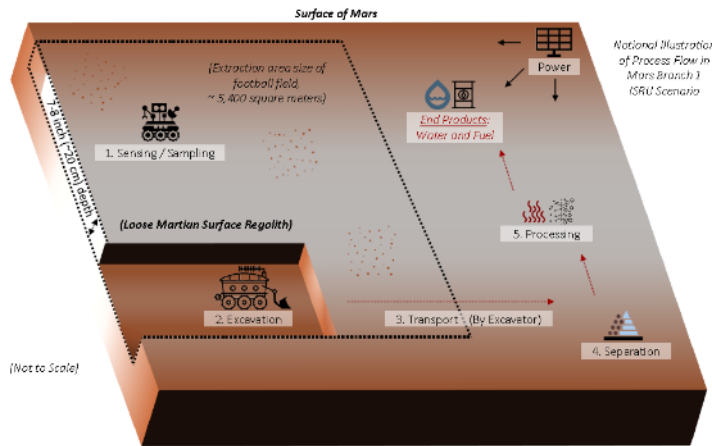 Surface of Mars
Notional Illustration
of Process Flow in
Mars Branch 1
ISRU Scenario
Power
(Extraction area size of
football field,
~ 5,400 square meters)
End Products:
Water and Fuel
1. Sensing / Sampling
7-8 inch (~20 cm) depth
(Loose Martian Surface Regolith)
5. Processing
2. Excavation
3. Transport (By Excavator)
4. Separation
(Not to Scale)